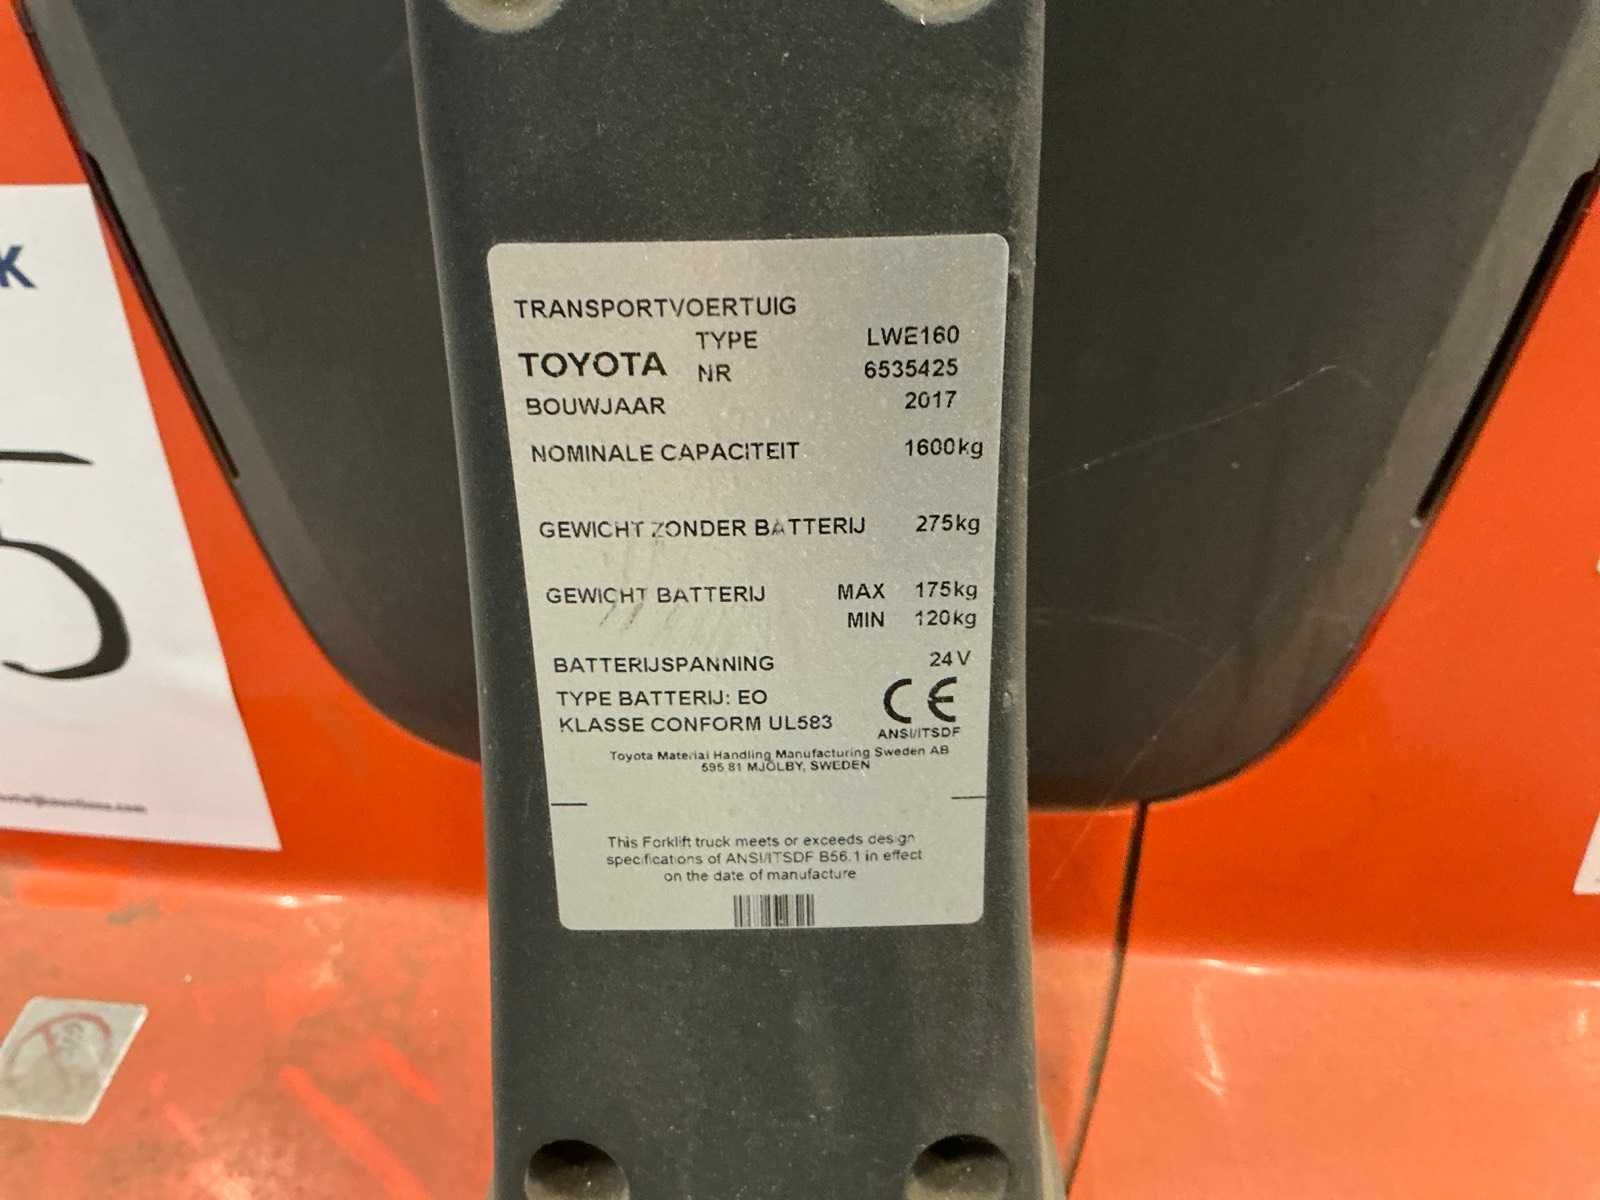 TRANSPORTVOERTUIG
TYPE LWE160
TOYOTA NR 6535425
BOUWJAAR 2017
NOMINALE CAPACITEIT 1600kg
GEWICHT ZONDER BATTERIJ 275kg
GEWICHT BATTERIJ MAX 175kg
MIN 120kg
BATTERIJSPANNING 24V
TYPE BATTERIJ: EO
KLASSE CONFORM UL583
CE
ANSI/ITSDF
Toyota Material Handling Manufacturing Sweden AB
595 81 MJÖLBY, SWEDEN
This Forklift truck meets or exceeds design
specifications of ANSI/ITSDF B56.1 in effect
on the date of manufacture
K
5